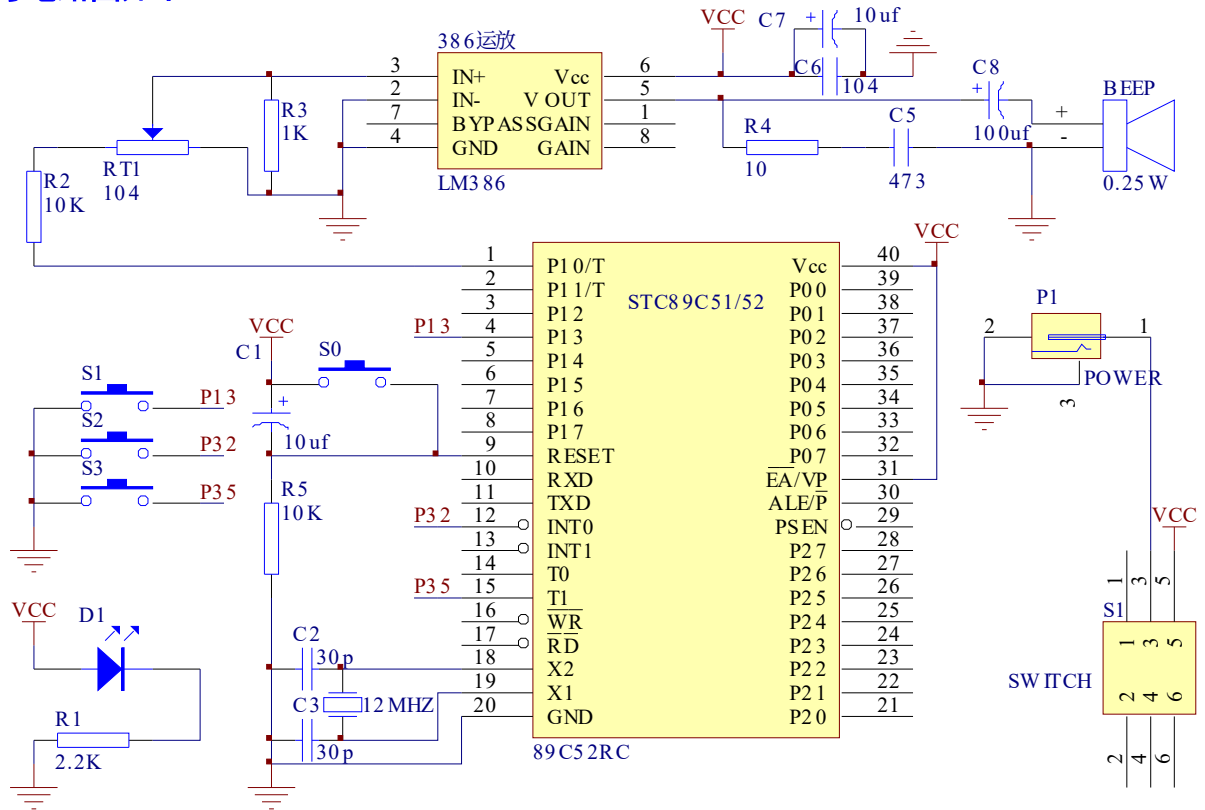 386运放
3 IN+ Vcc 6
2 IN- V OUT 5
7 BYPASSGAIN 1
4 GND GAIN 8
LM386
VCC
C7 + 10uf
C6 104
C8 + 100uf
BEEP
+
-
0.25W
R4
10
C5
473
R3
1K
RT1
104
R2
10K
STC89C51/52
1 P10/T Vcc 40
2 P11/T P00 39
3 P12 P01 38
P13 4 P13 P02 37
5 P14 P03 36
6 P15 P04 35
7 P16 P05 34
8 P17 P06 33
9 RESET P07 32
10 RXD EA/VP 31
11 TXD ALE/P 30
P32 12 INT0 PSEN 29
13 INT1 P27 28
14 T0 P26 27
P35 15 T1 P25 26
16 WR P24 25
17 RD P23 24
18 X2 P22 23
19 X1 P21 22
20 GND P20 21
89C52RC
VCC
VCC
C1
+
10uf
S0
S1
P13
S2
P32
S3
P35
R5
10K
VCC
D1
R1
2.2K
C2
30p
C3
30p
12MHZ
P1
2 1
POWER
3
VCC
1 3 5
S1
1 3 5
SWITCH
2 4 6
2 4 6